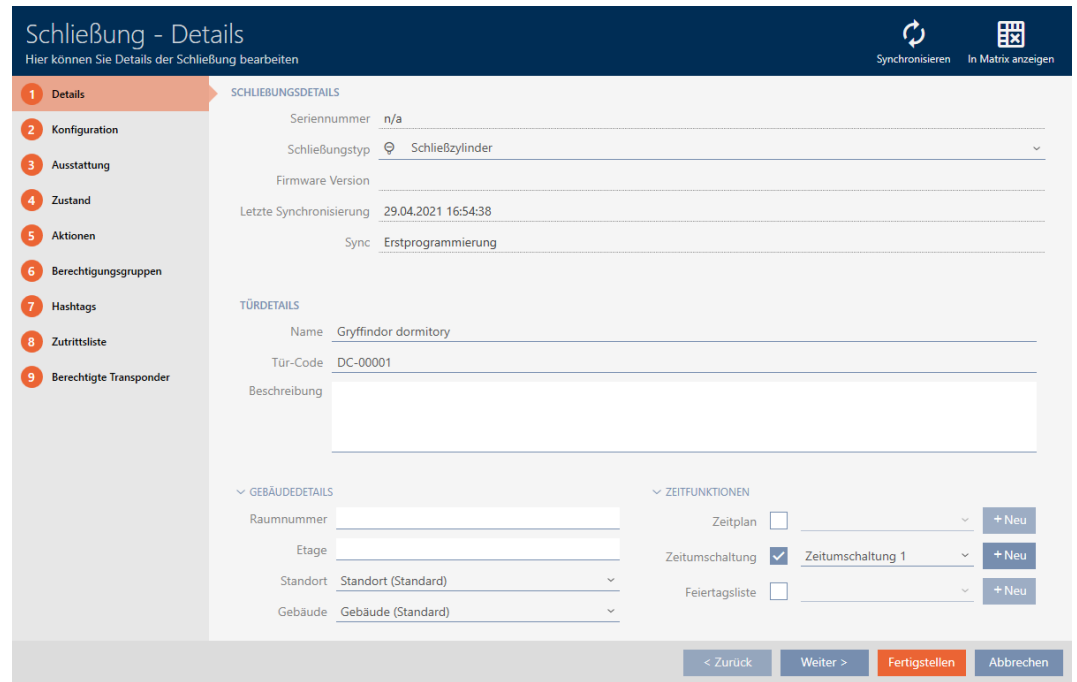 Schließung - Details
Hier können Sie Details der Schließung bearbeiten
Synchronisieren
In Matrix anzeigen
1 Details
2 Konfiguration
3 Ausstattung
4 Zustand
5 Aktionen
6 Berechtigungsgruppen
7 Hashtags
8 Zutrittsliste
9 Berechtigte Transponder
SCHLIEßUNGSDETAILS
Seriennummer n/a
Schließungstyp Schließzylinder
Firmware Version
Letzte Synchronisierung 29.04.2021 16:54:38
Sync Erstprogrammierung
TÜRDETAILS
Name Gryffindor dormitory
Tür-Code DC-00001
Beschreibung
GEBÄUDEDETAILS
Raumnummer
Etage
Standort Standort (Standard)
Gebäude Gebäude (Standard)
ZEITFUNKTIONEN
Zeitplan + Neu
Zeitumschaltung Zeitumschaltung 1 + Neu
Feiertagsliste + Neu
< Zurück
Weiter >
Fertigstellen
Abbrechen